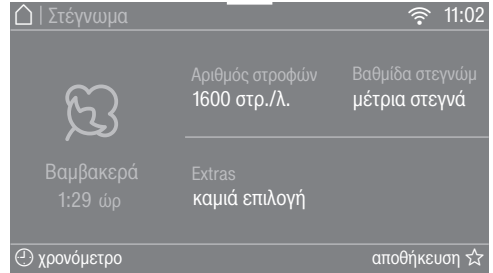 | Στέγνωμα 11:02
Αριθμός στροφών Βαθμίδα στεγνώμ
1600 στρ./λ. μέτρια στεγνά
Βαμβακερά
1:29 ώρ
Extras
καμιά επιλογή
χρονόμετρο αποθήκευση